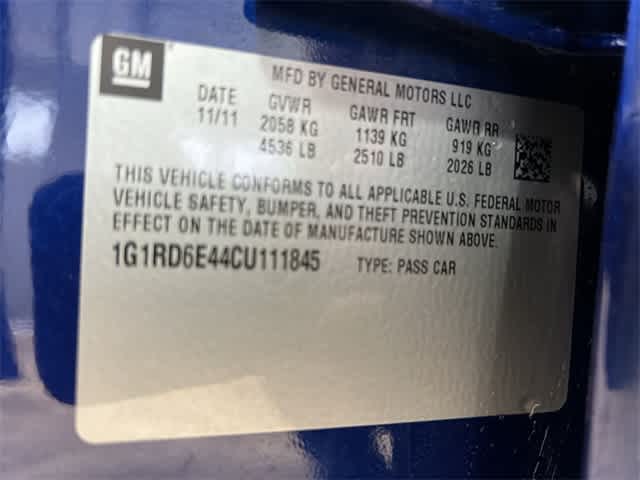 GM
MFD BY GENERAL MOTORS LLC
DATE GVWR GAWR FRT GAWR RR
11/11 2058 KG 1139 KG 919 KG
4536 LB 2510 LB 2026 LB
THIS VEHICLE CONFORMS TO ALL APPLICABLE U.S. FEDERAL MOTOR
VEHICLE SAFETY, BUMPER, AND THEFT PREVENTION STANDARDS IN
EFFECT ON THE DATE OF MANUFACTURE SHOWN ABOVE.
1G1RD6E44CU111845 TYPE: PASS CAR